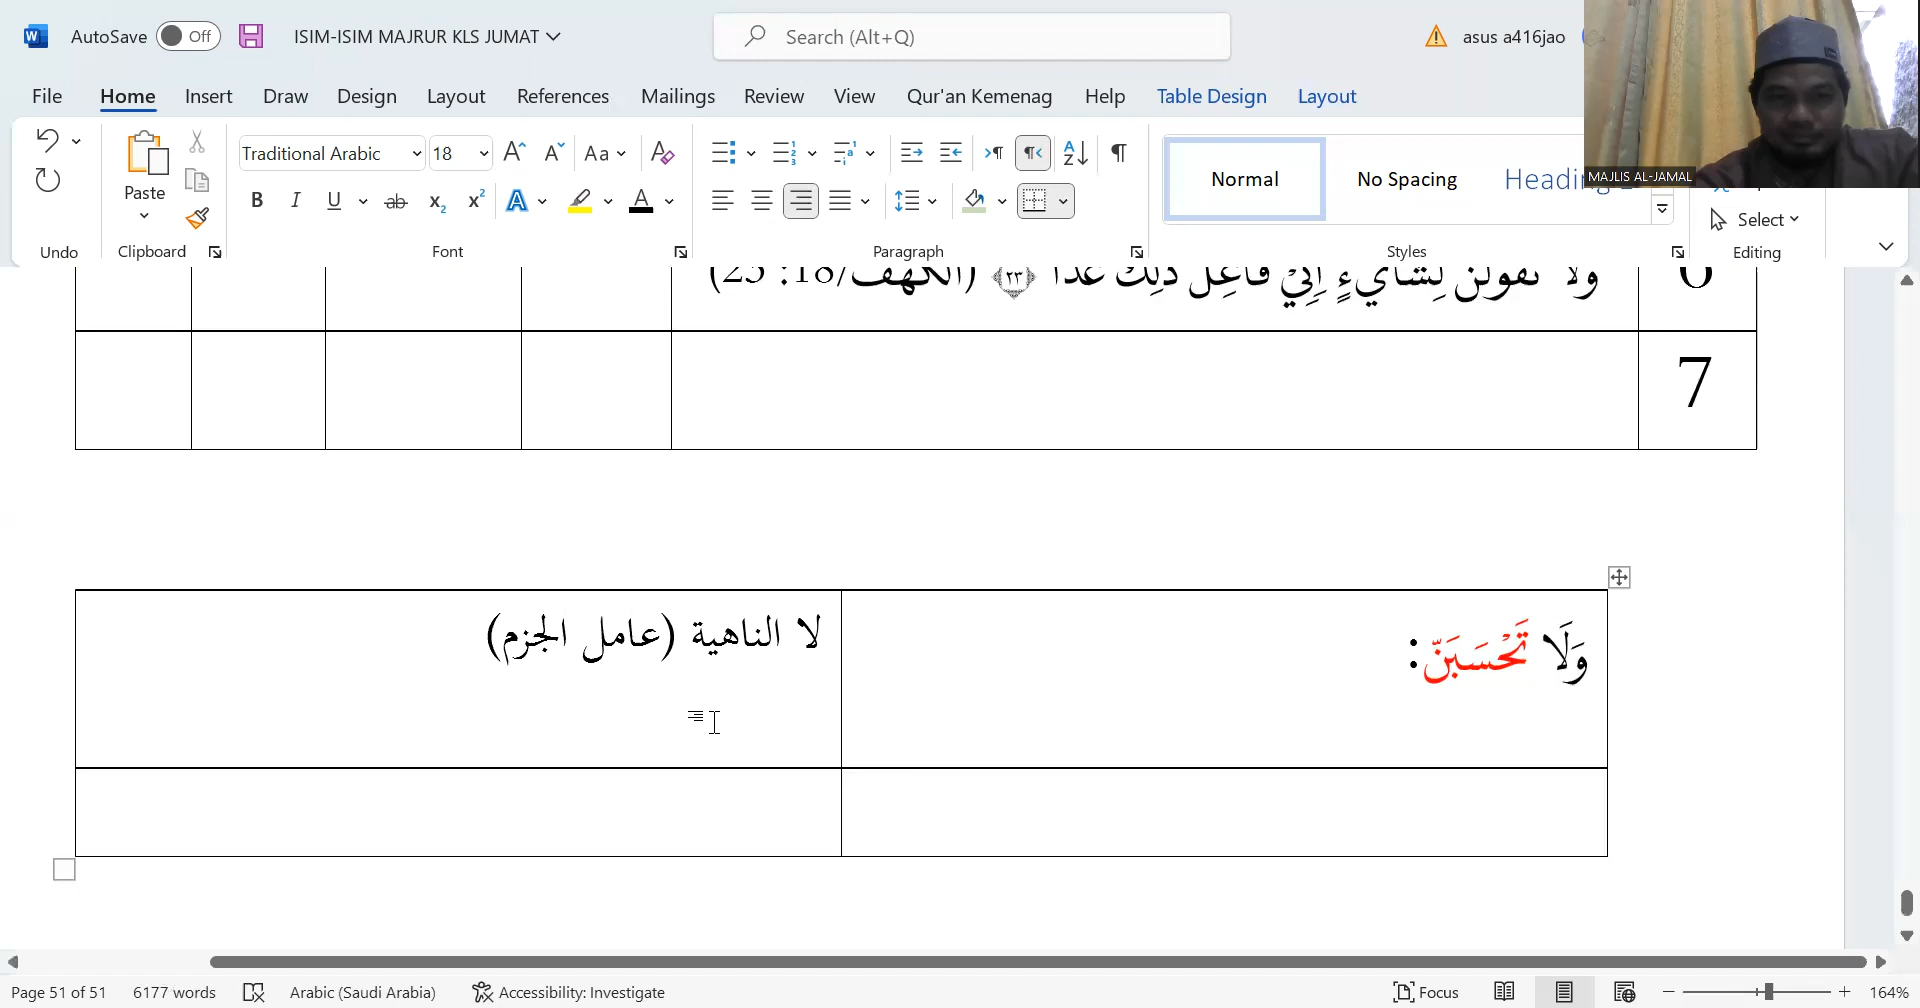 AutoSave Off ISIM-ISIM MAJRUR KLS JUMAT Search (Alt+Q) asus a416jao
File Home Insert Draw Design Layout References Mailings Review View Qur'an Kemenag Help Table Design Layout
MAJLIS AL-JAMAL
Paste
Traditional Arabic 18 Aa
Normal No Spacing Heading
Select
Undo Clipboard Font Paragraph Styles Editing
7
وَلَا تَحْسَبَنّ:
لا الناهية (عامل الجزم)
Page 51 of 51 6177 words Arabic (Saudi Arabia) Accessibility: Investigate Focus 164%